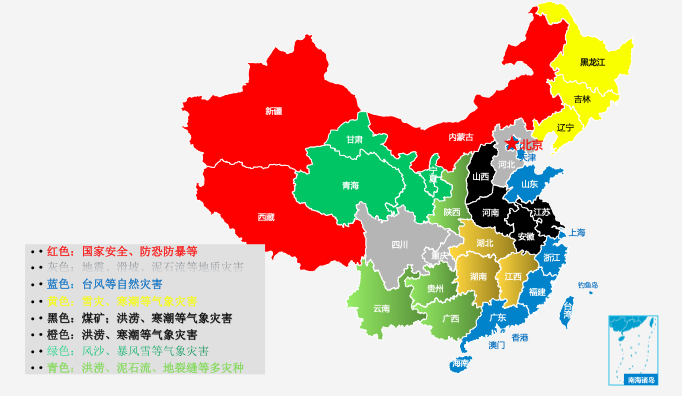 黑龙江
吉林
辽宁
新疆
内蒙古
北京
天津
甘肃
河北
山西
山东
青海
陕西
河南
江苏
西藏
安徽
上海
四川
湖北
重庆
浙江
湖南
江西
钓鱼岛
贵州
福建
云南
广西
广东
台湾
香港
澳门
海南
南海诸岛
•• 红色：国家安全、防恐防暴等
•• 灰色：地震、滑坡、泥石流等地质灾害
•• 蓝色：台风等自然灾害
•• 黑色：煤矿；洪涝、寒潮等气象灾害
•• 橙色：洪涝、寒潮等气象灾害
•• 绿色：风沙、暴风雪等气象灾害
•• 青色：洪涝、泥石流、地裂缝等多灾种